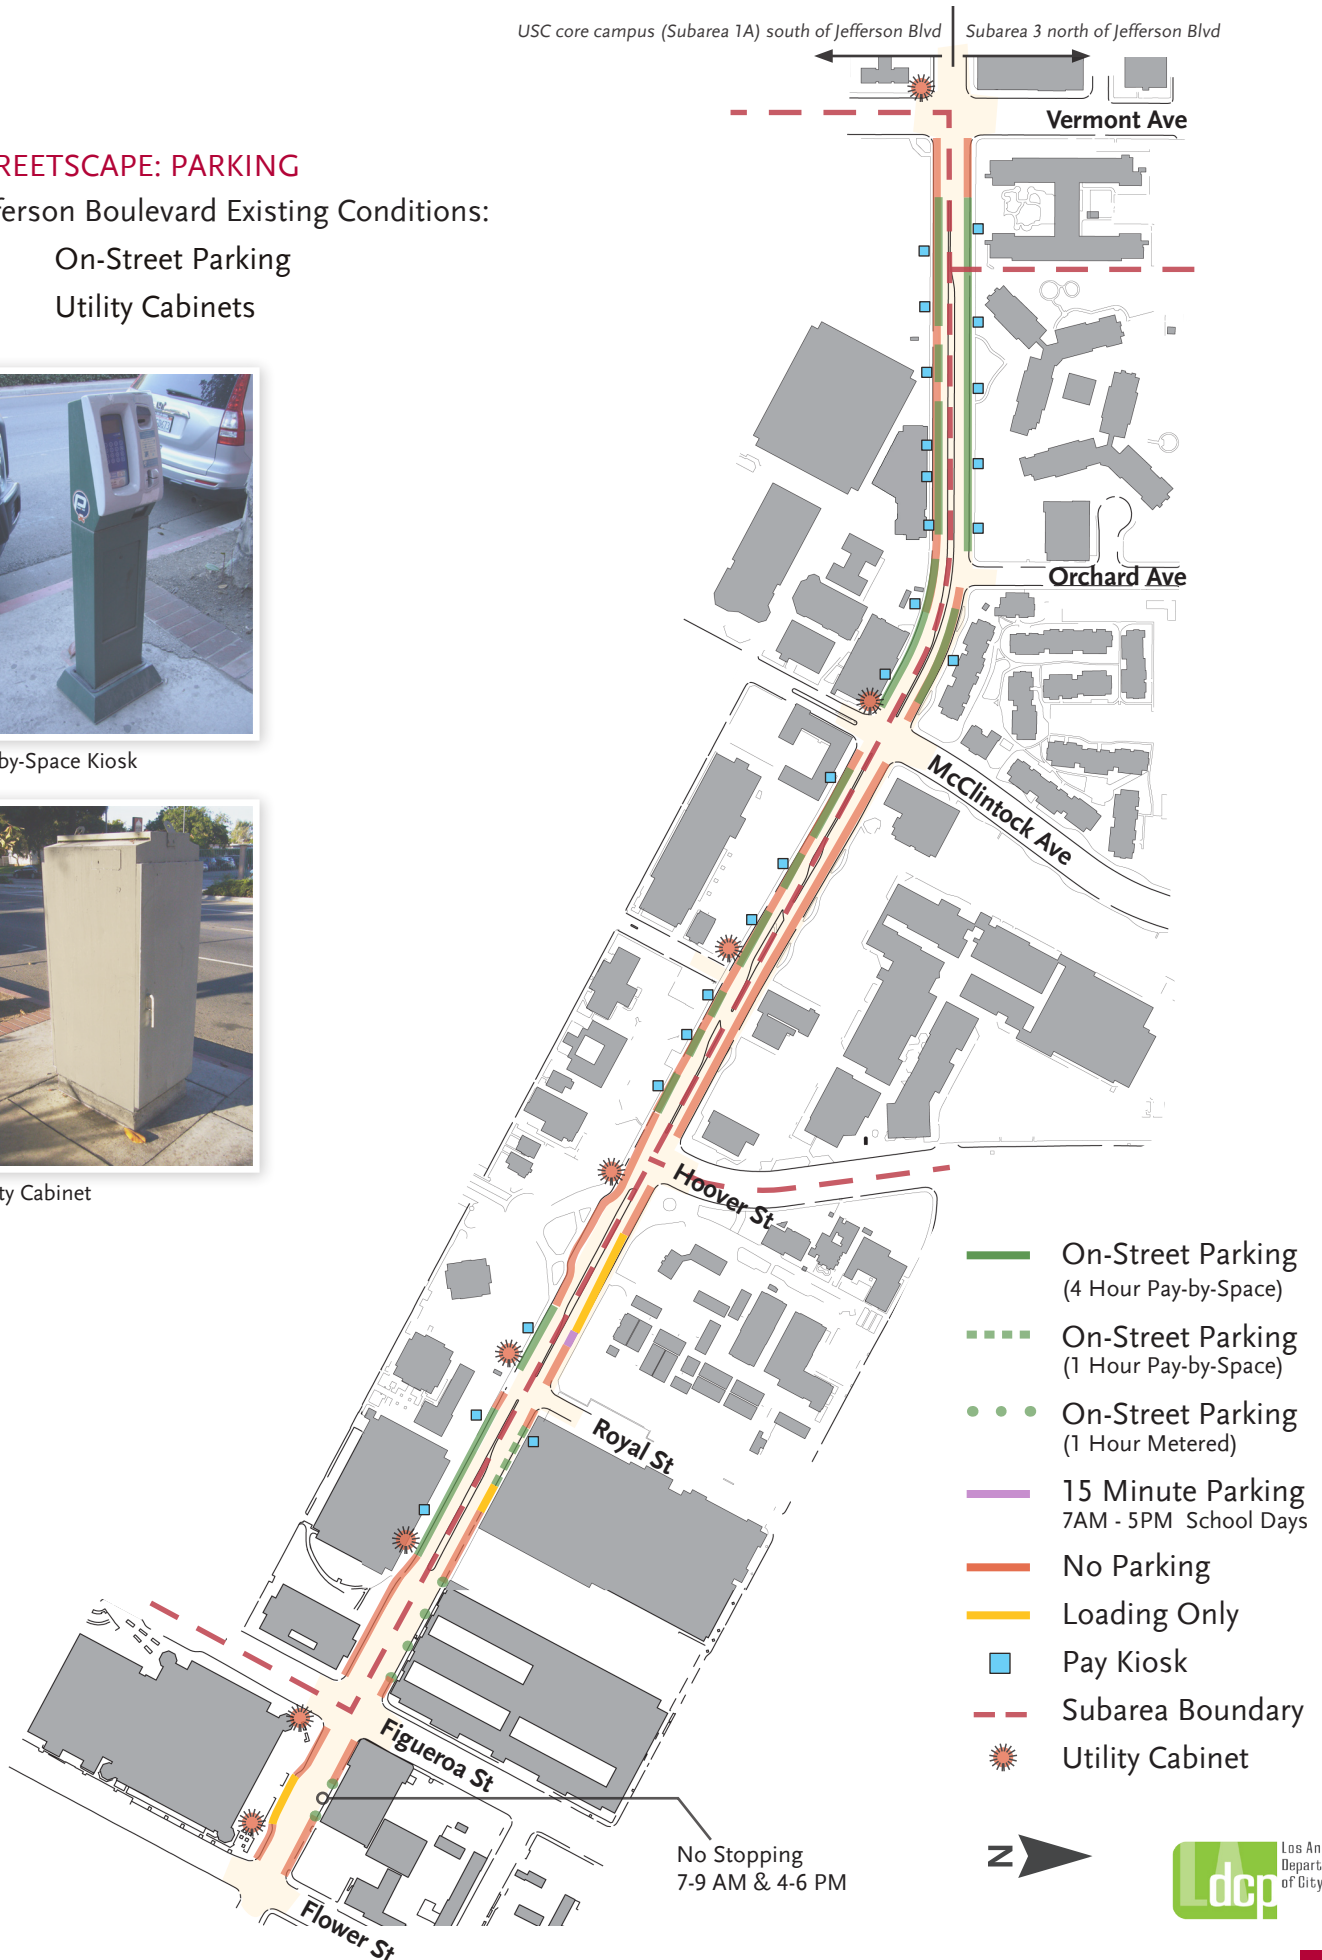 USC core campus (Subarea 1A) south of Jefferson Blvd
Subarea 3 north of Jefferson Blvd
Vermont Ave
REETSCAPE: PARKING
ferson Boulevard Existing Conditions:
On-Street Parking
Utility Cabinets
Orchard Ave
by-Space Kiosk
McClintock Ave
ty Cabinet
Hoover St
Royal St
Figueroa St
Flower St
On-Street Parking
(4 Hour Pay-by-Space)
On-Street Parking
(1 Hour Pay-by-Space)
On-Street Parking
(1 Hour Metered)
15 Minute Parking
7AM - 5PM School Days
No Parking
Loading Only
Pay Kiosk
Subarea Boundary
Utility Cabinet
No Stopping
7-9 AM & 4-6 PM
N
LA
dcp
Los An
Depart
of City